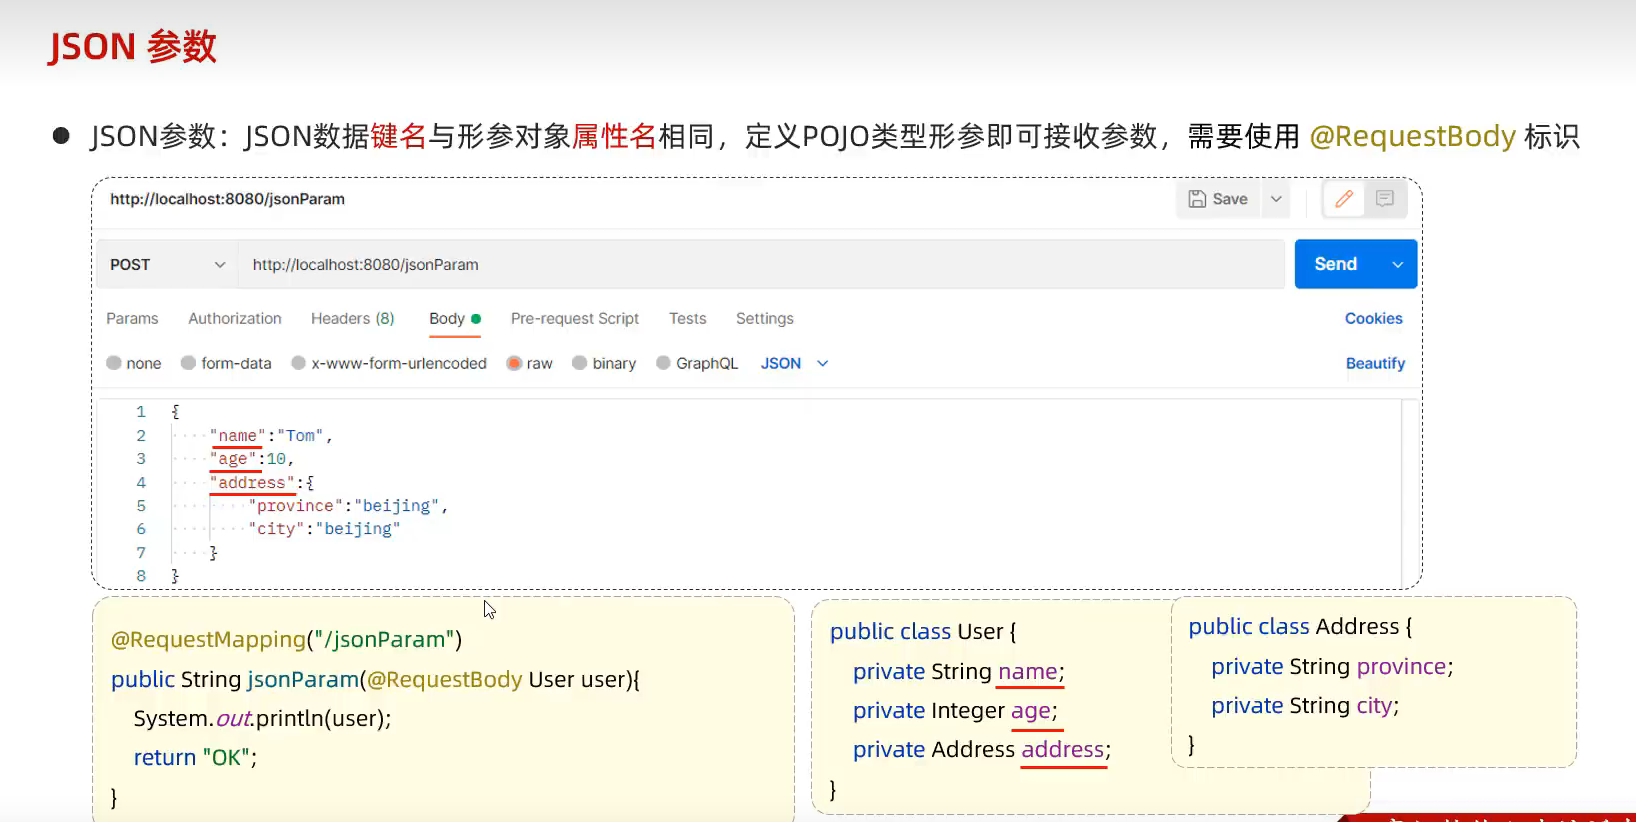 JSON 参数
● JSON参数：JSON数据键名与形参对象属性名相同，定义POJO类型形参即可接收参数，需要使用 @RequestBody 标识
http://localhost:8080/jsonParam
Save
POST http://localhost:8080/jsonParam
Send
Params Authorization Headers (8) Body Pre-request Script Tests Settings Cookies
none form-data x-www-form-urlencoded raw binary GraphQL JSON Beautify
1 {
2 "name":"Tom",
3 "age":10,
4 "address":{
5 "province":"beijing",
6 "city":"beijing"
7 }
8 }
@RequestMapping("/jsonParam")
public String jsonParam(@RequestBody User user){
System.out.println(user);
return "OK";
}
public class User {
private String name;
private Integer age;
private Address address;
}
public class Address {
private String province;
private String city;
}